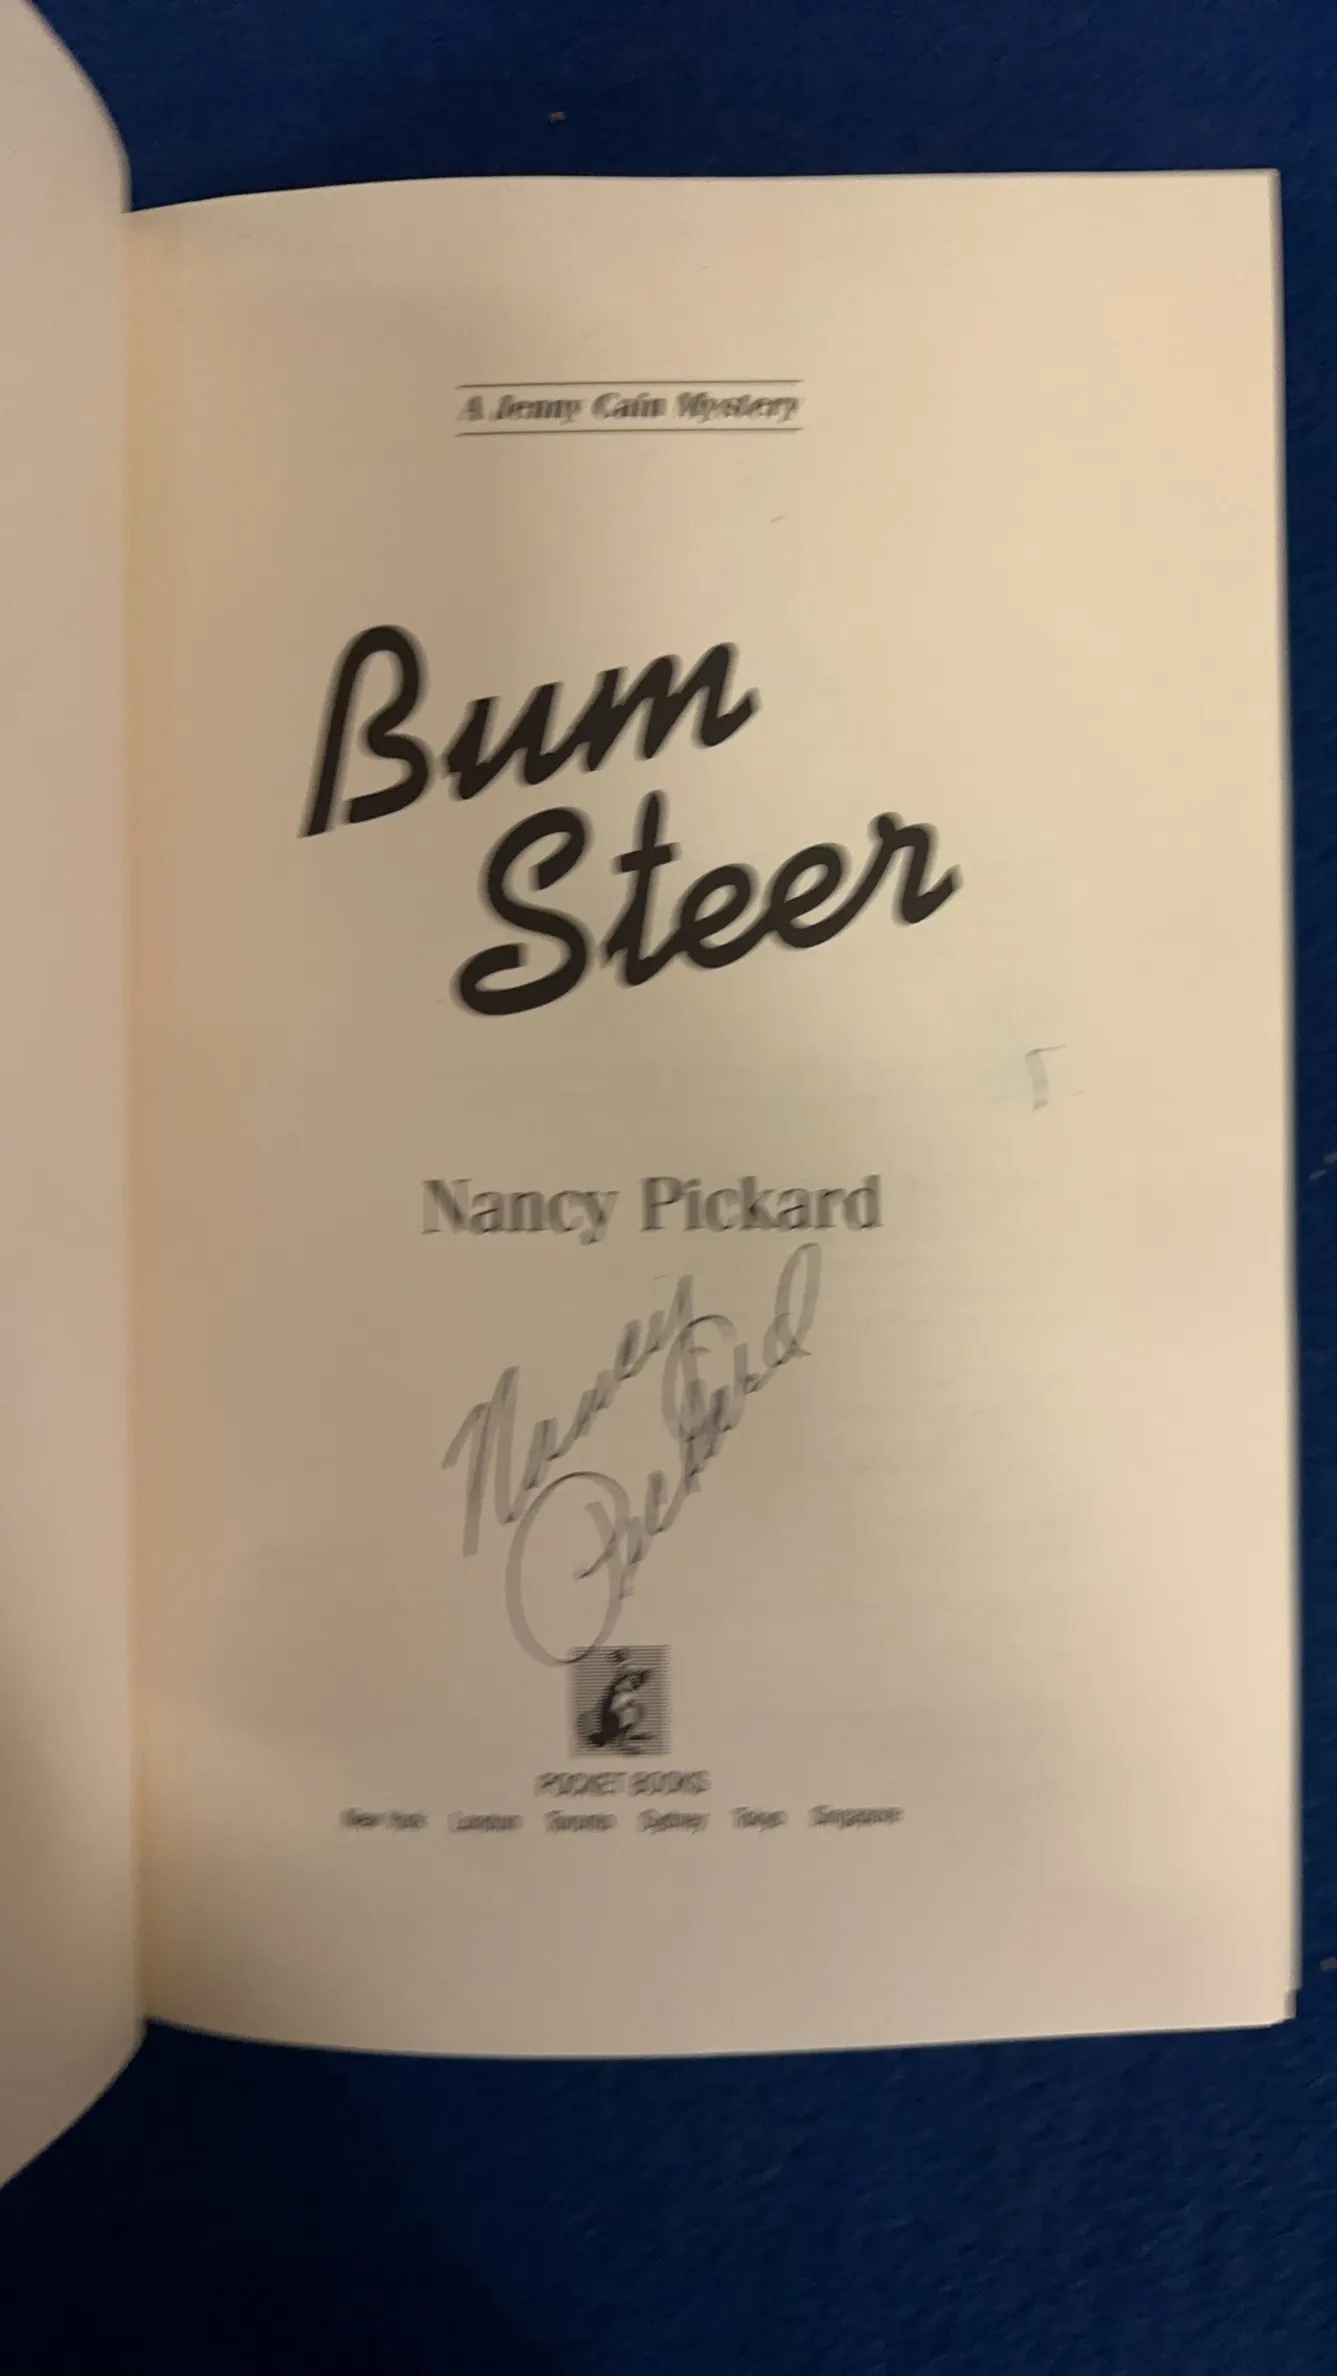 A Jenny Cain Mystery
Bum
Steer
Nancy Pickard
Nancy
Pickard
POCKET BOOKS
New York London Toronto Sydney Tokyo Singapore